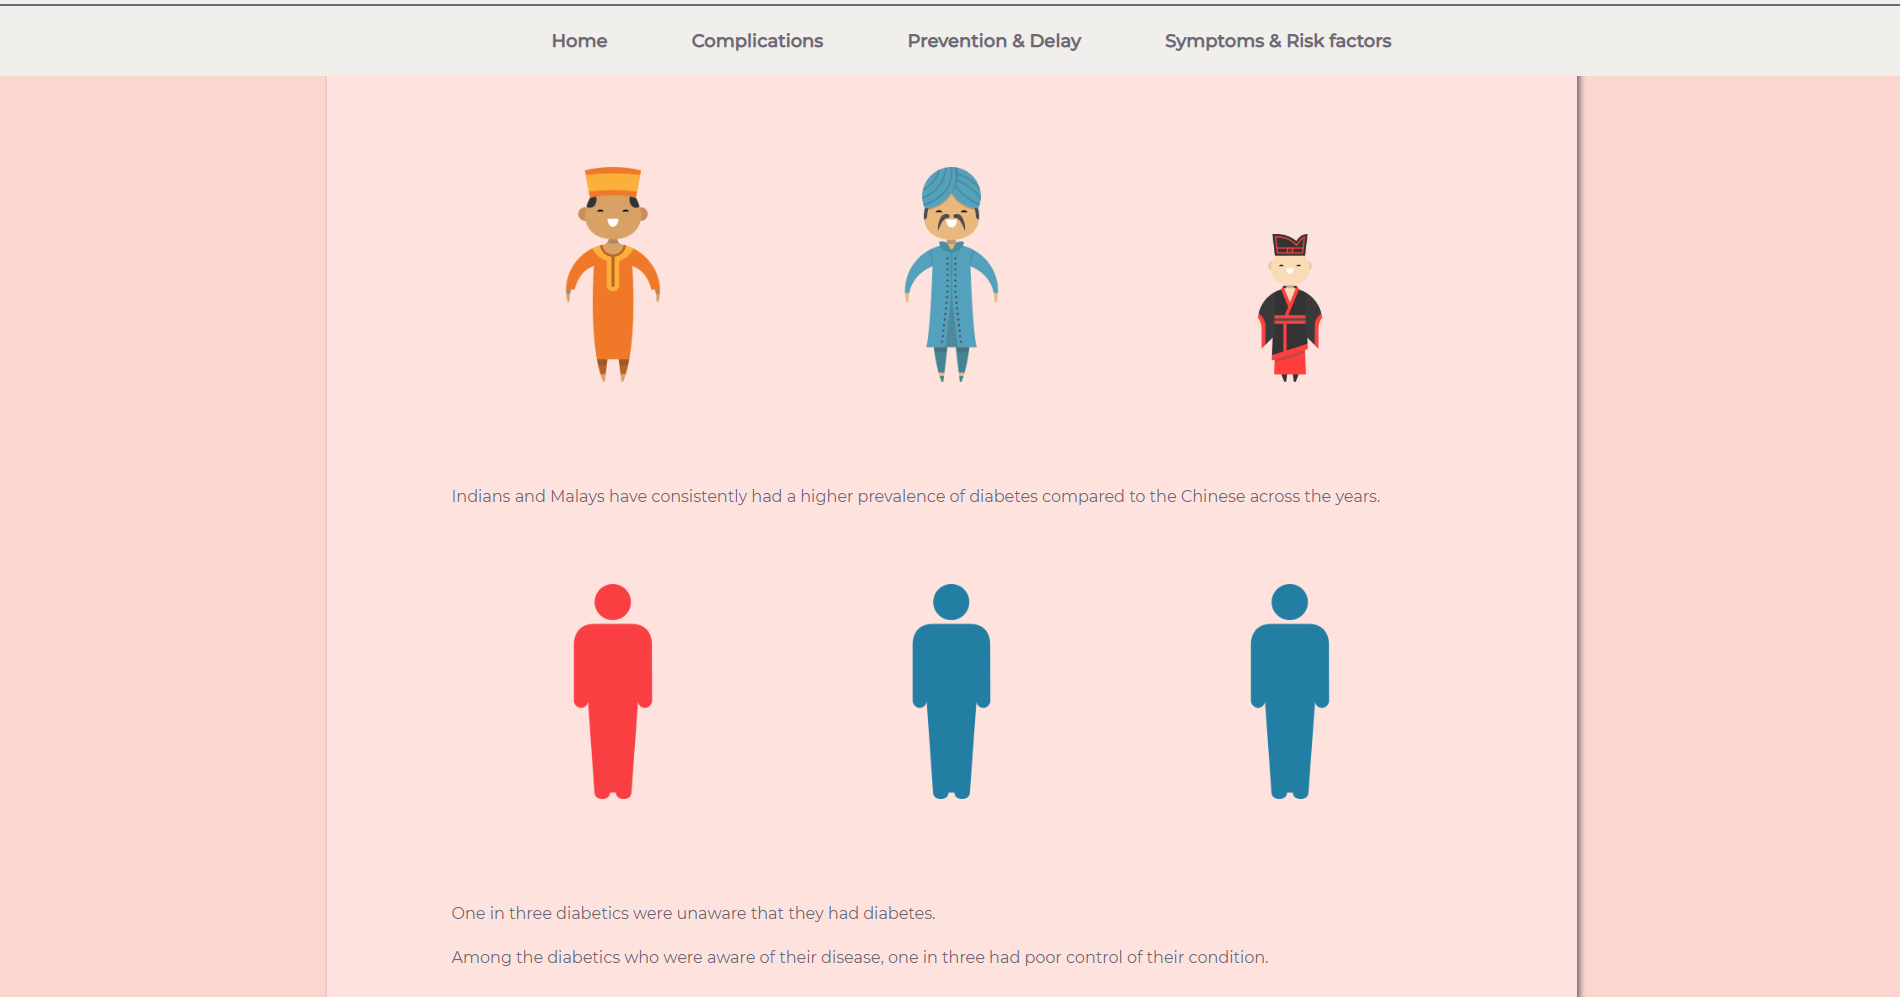 Home Complications Prevention & Delay Symptoms & Risk factors
Indians and Malays have consistently had a higher prevalence of diabetes compared to the Chinese across the years.
One in three diabetics were unaware that they had diabetes.
Among the diabetics who were aware of their disease, one in three had poor control of their condition.